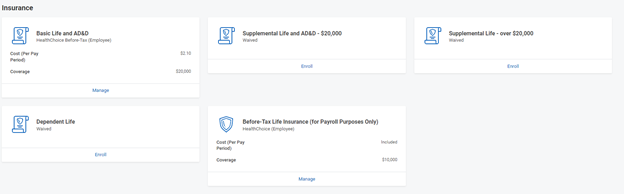 Insurance
Basic Life and AD&D
HealthChoice Before-Tax (Employee)
Cost (Per Pay
Period)
$2.10
Coverage
$20,000
Manage
Supplemental Life and AD&D - $20,000
Waived
Enroll
Supplemental Life - over $20,000
Waived
Enroll
Dependent Life
Waived
Enroll
Before-Tax Life Insurance (for Payroll Purposes Only)
HealthChoice (Employee)
Cost (Per Pay
Period)
Included
Coverage
$10,000
Manage